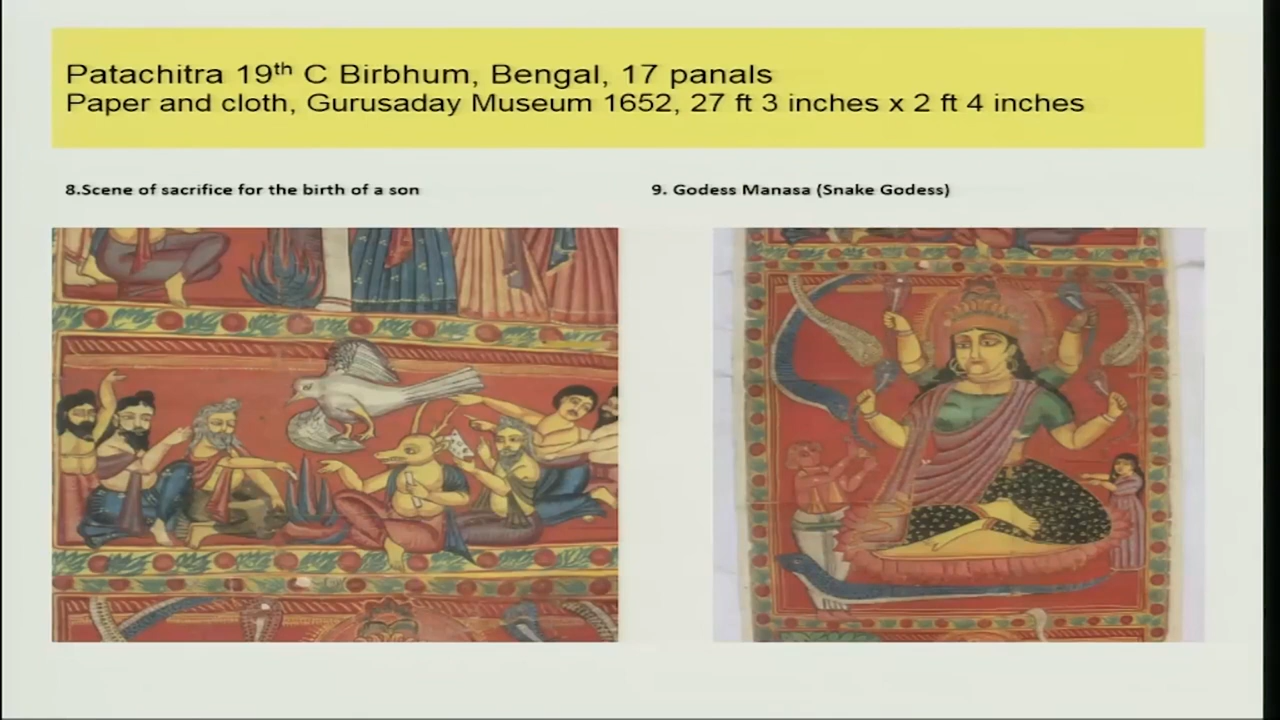 Patachitra 19th C Birbhum, Bengal, 17 panals
Paper and cloth, Gurusaday Museum 1652, 27 ft 3 inches x 2 ft 4 inches
8.Scene of sacrifice for the birth of a son
9. Godess Manasa (Snake Godess)